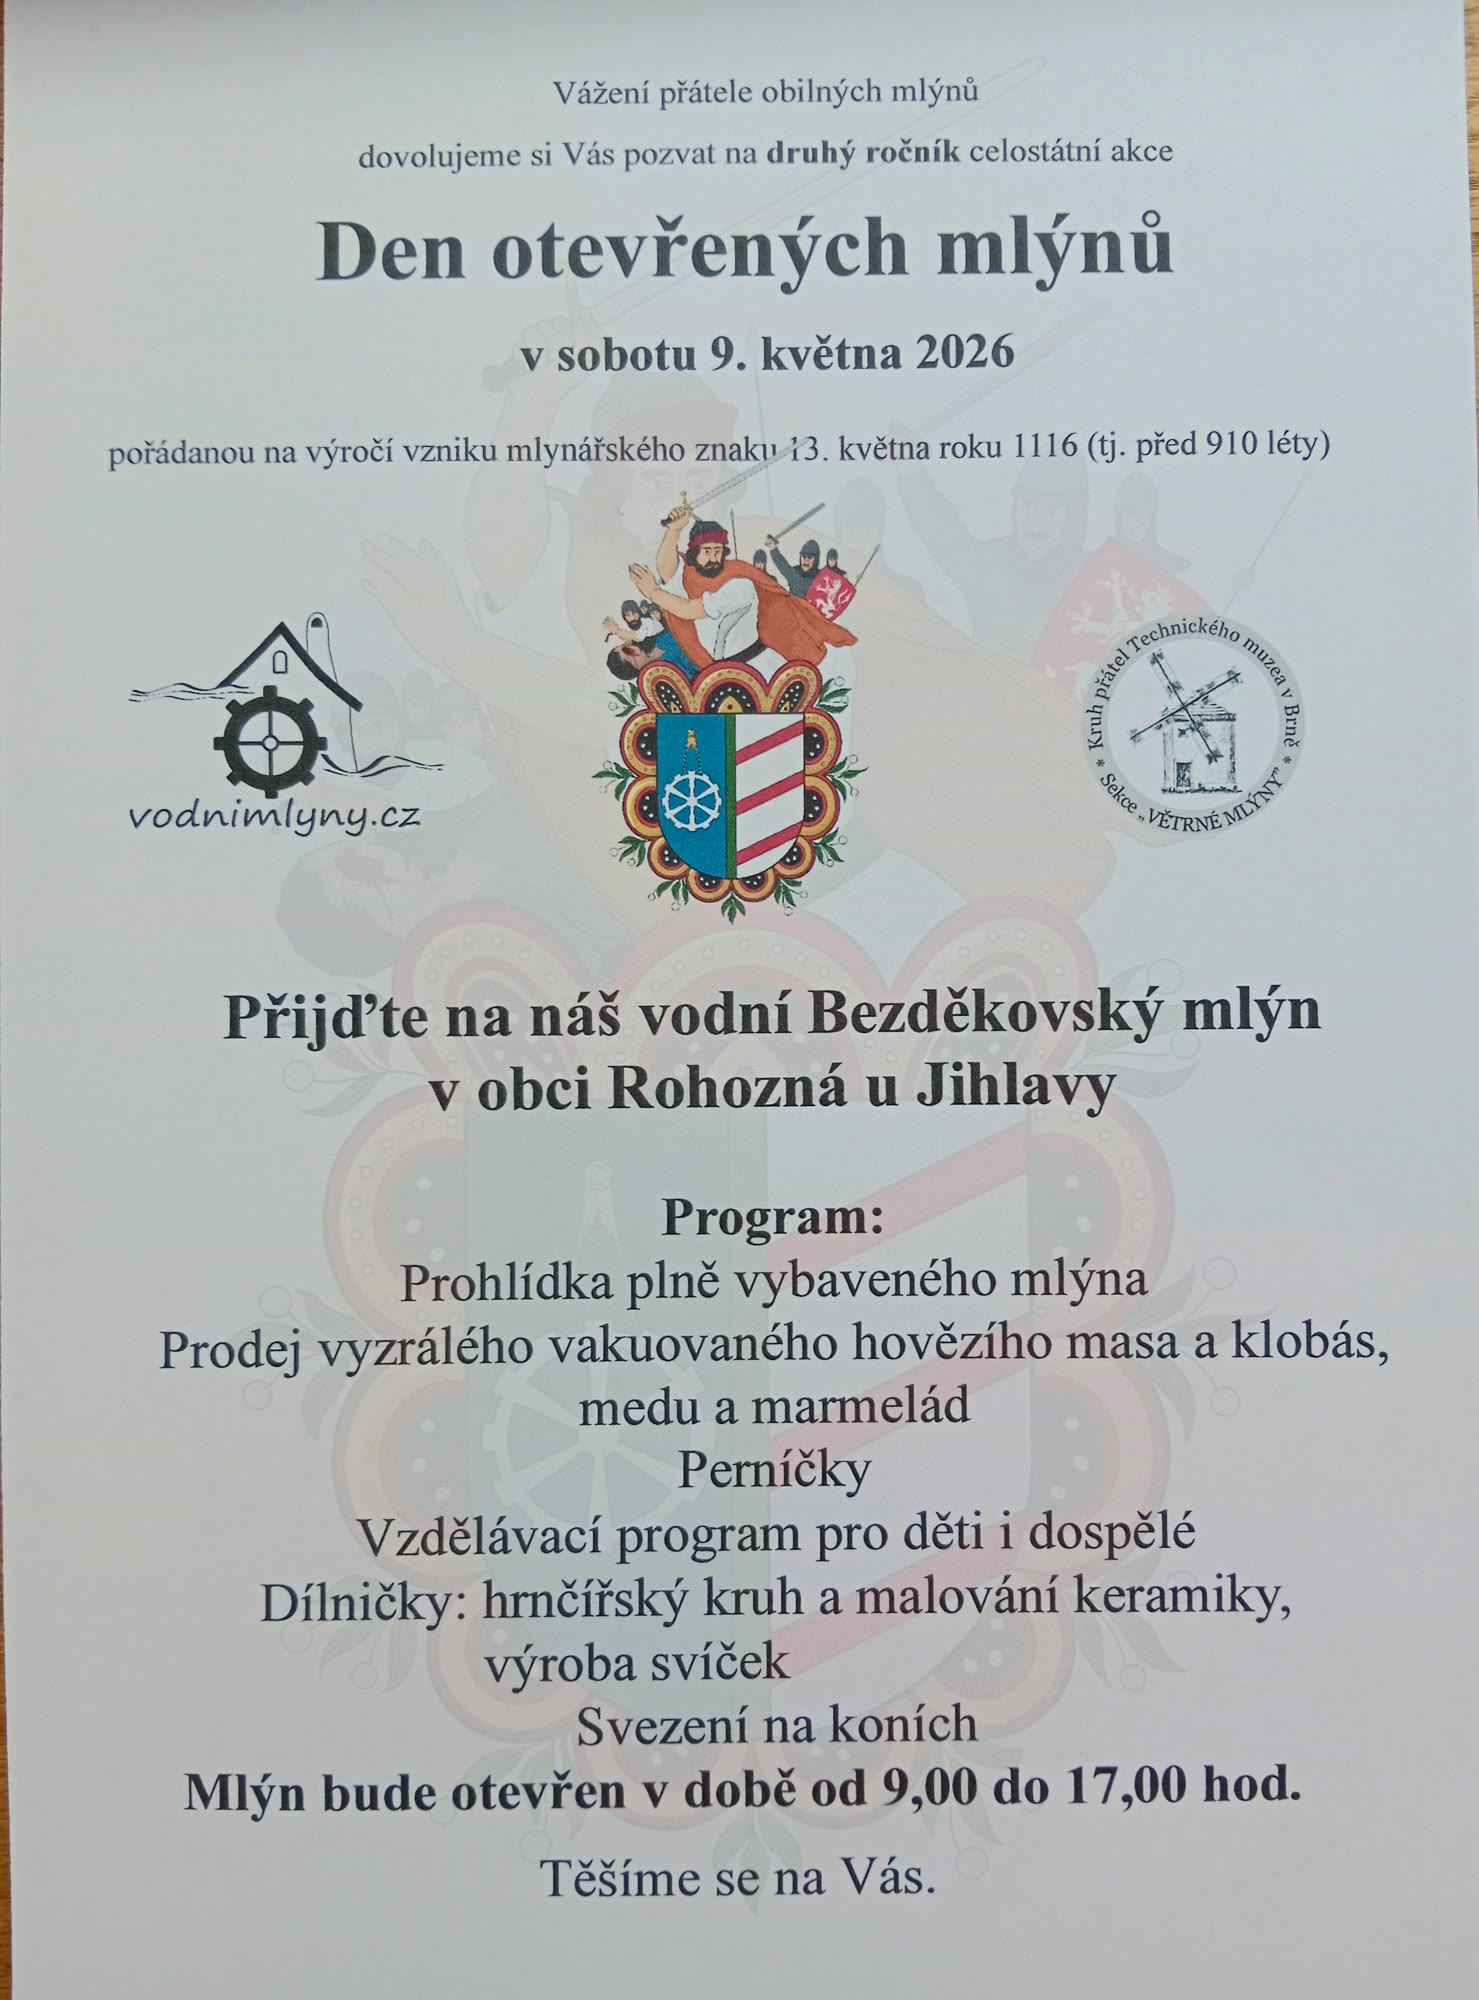 Vážení přátele obilných mlýnů
dovolujeme si Vás pozvat na druhý ročník celostátní akce
Den otevřených mlýnů
v sobotu 9. května 2026
pořádanou na výročí vzniku mlynářského znaku 13. května roku 1116 (tj. před 910 léty)
vodnimlyny.cz
* Kruh přátel Technického muzea v Brně *
Sekce „VĚTRNÉ MLÝNY"
Přijďte na náš vodní Bezděkovský mlýn
v obci Rohozná u Jihlavy
Program:
Prohlídka plně vybaveného mlýna
Prodej vyzrálého vakuovaného hovězího masa a klobás,
medu a marmelád
Perníčky
Vzdělávací program pro děti i dospělé
Dílničky: hrnčířský kruh a malování keramiky,
výroba svíček
Svezení na koních
Mlýn bude otevřen v době od 9,00 do 17,00 hod.
Těšíme se na Vás.